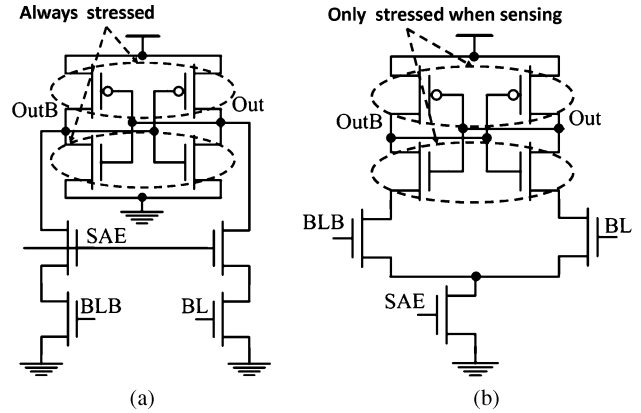 Always stressed
OutB
Out
SAE
BLB
BL
(a)
Only stressed when sensing
OutB
Out
BLB
BL
SAE
(b)